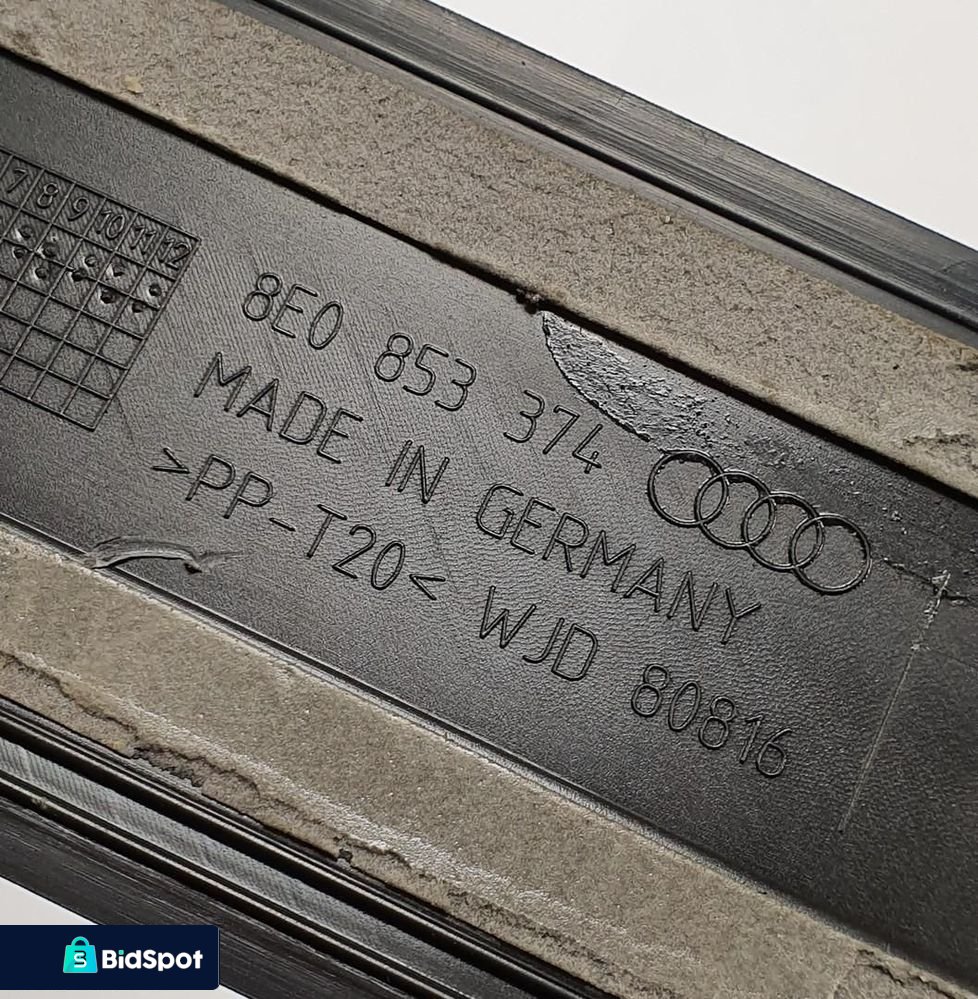 7 8 9 10 11 12
8E0 853 374
MADE IN GERMANY
>PP-T20< WJD 80816
BidSpot